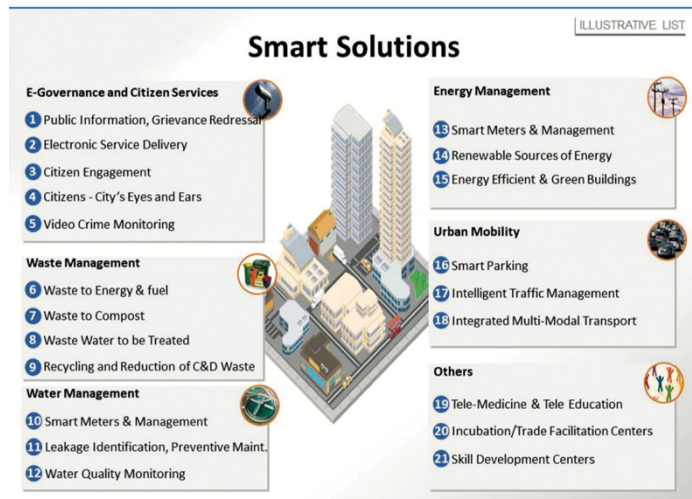 ILLUSTRATIVE LIST
Smart Solutions
E-Governance and Citizen Services
1 Public Information, Grievance Redressal
2 Electronic Service Delivery
3 Citizen Engagement
4 Citizens - City's Eyes and Ears
5 Video Crime Monitoring
Waste Management
6 Waste to Energy & fuel
7 Waste to Compost
8 Waste Water to be Treated
9 Recycling and Reduction of C&D Waste
Water Management
10 Smart Meters & Management
11 Leakage Identification, Preventive Maint.
12 Water Quality Monitoring
Energy Management
13 Smart Meters & Management
14 Renewable Sources of Energy
15 Energy Efficient & Green Buildings
Urban Mobility
16 Smart Parking
17 Intelligent Traffic Management
18 Integrated Multi-Modal Transport
Others
19 Tele-Medicine & Tele Education
20 Incubation/Trade Facilitation Centers
21 Skill Development Centers